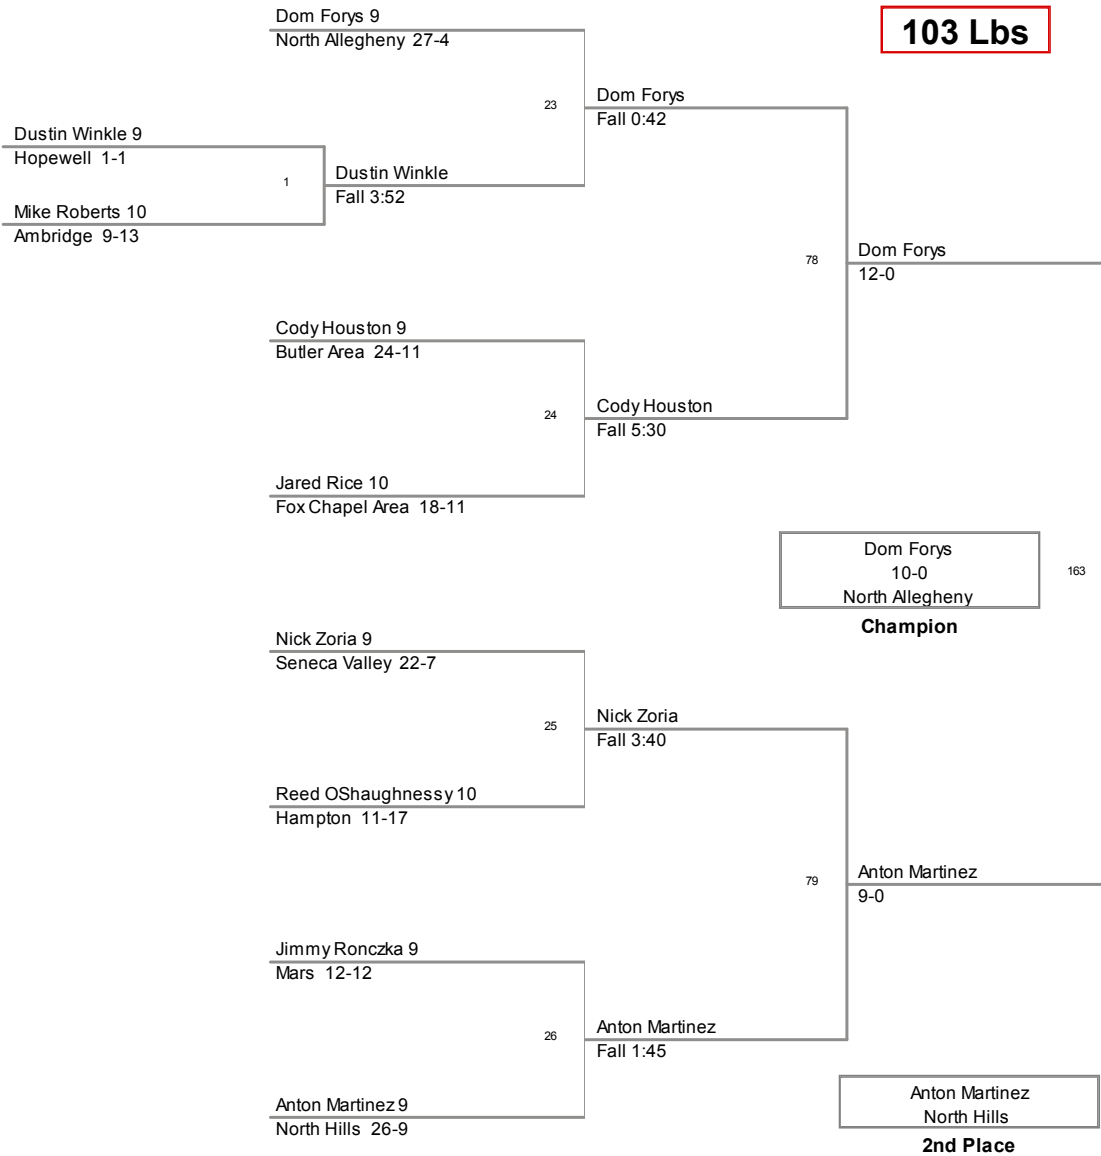 Dom Forys 9
North Allegheny 27-4
103 Lbs
23
Dom Forys
Fall 0:42
Dustin Winkle 9
Hopewell 1-1
1
Dustin Winkle
Fall 3:52
Mike Roberts 10
Ambridge 9-13
78
Dom Forys
12-0
Cody Houston 9
Butler Area 24-11
24
Cody Houston
Fall 5:30
Jared Rice 10
Fox Chapel Area 18-11
Dom Forys
10-0
North Allegheny
163
Champion
Nick Zoria 9
Seneca Valley 22-7
25
Nick Zoria
Fall 3:40
Reed OShaughnessy 10
Hampton 11-17
79
Anton Martinez
9-0
Jimmy Ronczka 9
Mars 12-12
26
Anton Martinez
Fall 1:45
Anton Martinez 9
North Hills 26-9
Anton Martinez
North Hills
2nd Place